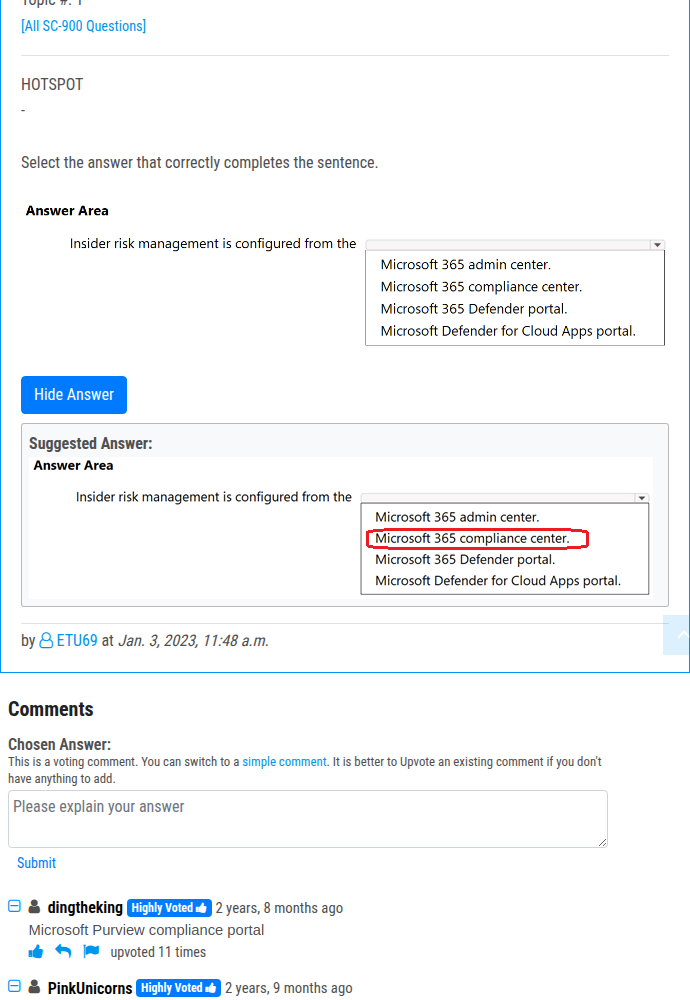 Topic #: 1
[All SC-900 Questions]
HOTSPOT
-
Select the answer that correctly completes the sentence.
Answer Area
Insider risk management is configured from the
Microsoft 365 admin center.
Microsoft 365 compliance center.
Microsoft 365 Defender portal.
Microsoft Defender for Cloud Apps portal.
Hide Answer
Suggested Answer:
Answer Area
Insider risk management is configured from the
Microsoft 365 admin center.
Microsoft 365 compliance center.
Microsoft 365 Defender portal.
Microsoft Defender for Cloud Apps portal.
by ETU69 at Jan. 3, 2023, 11:48 a.m.
Comments
Chosen Answer:
This is a voting comment. You can switch to a simple comment. It is better to Upvote an existing comment if you don't
have anything to add.
Please explain your answer
Submit
dingtheking Highly Voted 2 years, 8 months ago
Microsoft Purview compliance portal
upvoted 11 times
PinkUnicorns Highly Voted 2 years, 9 months ago